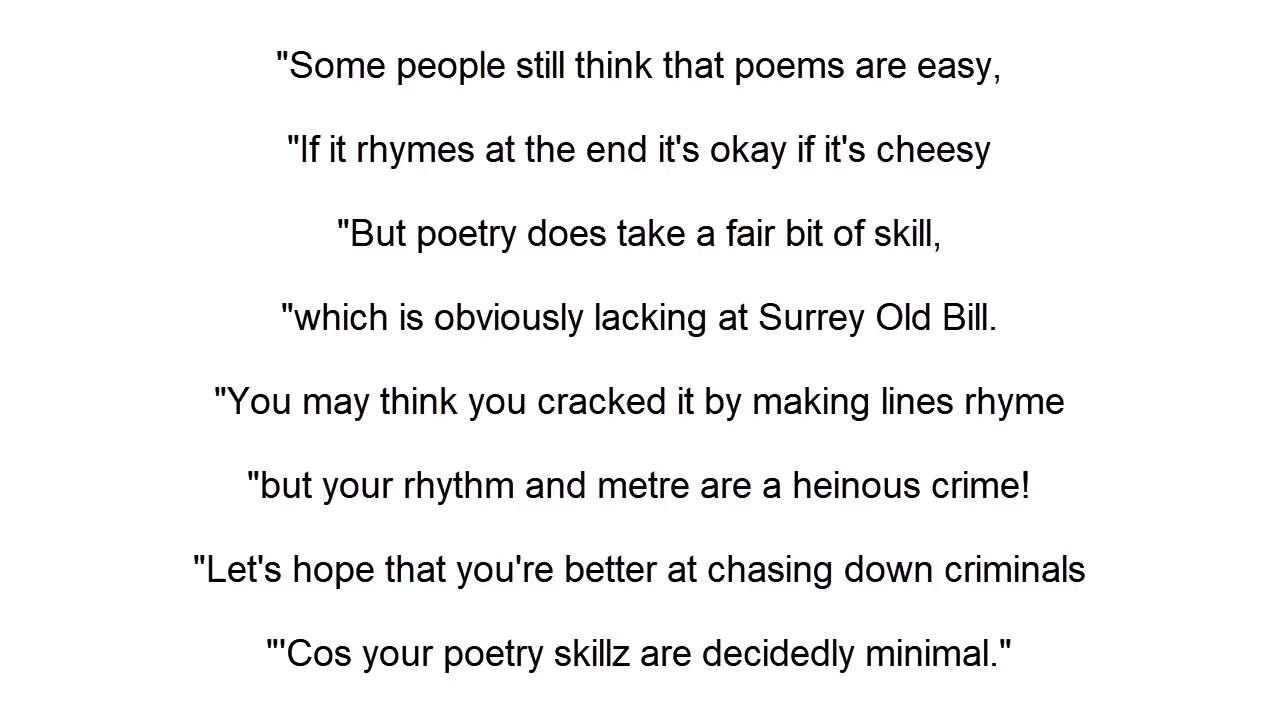 "Some people still think that poems are easy,
"If it rhymes at the end it's okay if it's cheesy
"But poetry does take a fair bit of skill,
"which is obviously lacking at Surrey Old Bill.
"You may think you cracked it by making lines rhyme
"but your rhythm and metre are a heinous crime!
"Let's hope that you're better at chasing down criminals
"'Cos your poetry skillz are decidedly minimal."